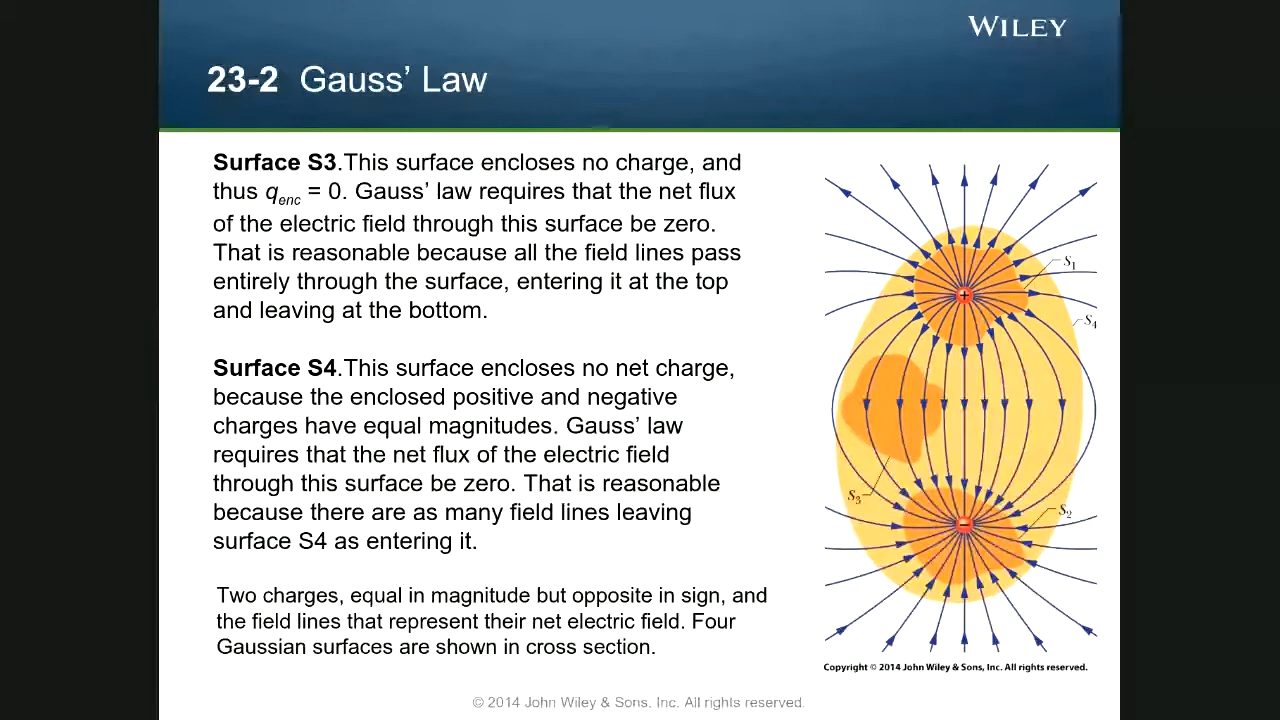 WILEY
23-2 Gauss’ Law
Surface S3.This surface encloses no charge, and
thus qenc = 0. Gauss’ law requires that the net flux
of the electric field through this surface be zero.
That is reasonable because all the field lines pass
entirely through the surface, entering it at the top
and leaving at the bottom.
Surface S4.This surface encloses no net charge,
because the enclosed positive and negative
charges have equal magnitudes. Gauss’ law
requires that the net flux of the electric field
through this surface be zero. That is reasonable
because there are as many field lines leaving
surface S4 as entering it.
Two charges, equal in magnitude but opposite in sign, and
the field lines that represent their net electric field. Four
Gaussian surfaces are shown in cross section.
S1
+
S4
S3
S2
–
Copyright © 2014 John Wiley & Sons, Inc. All rights reserved.
© 2014 John Wiley & Sons, Inc. All rights reserved.